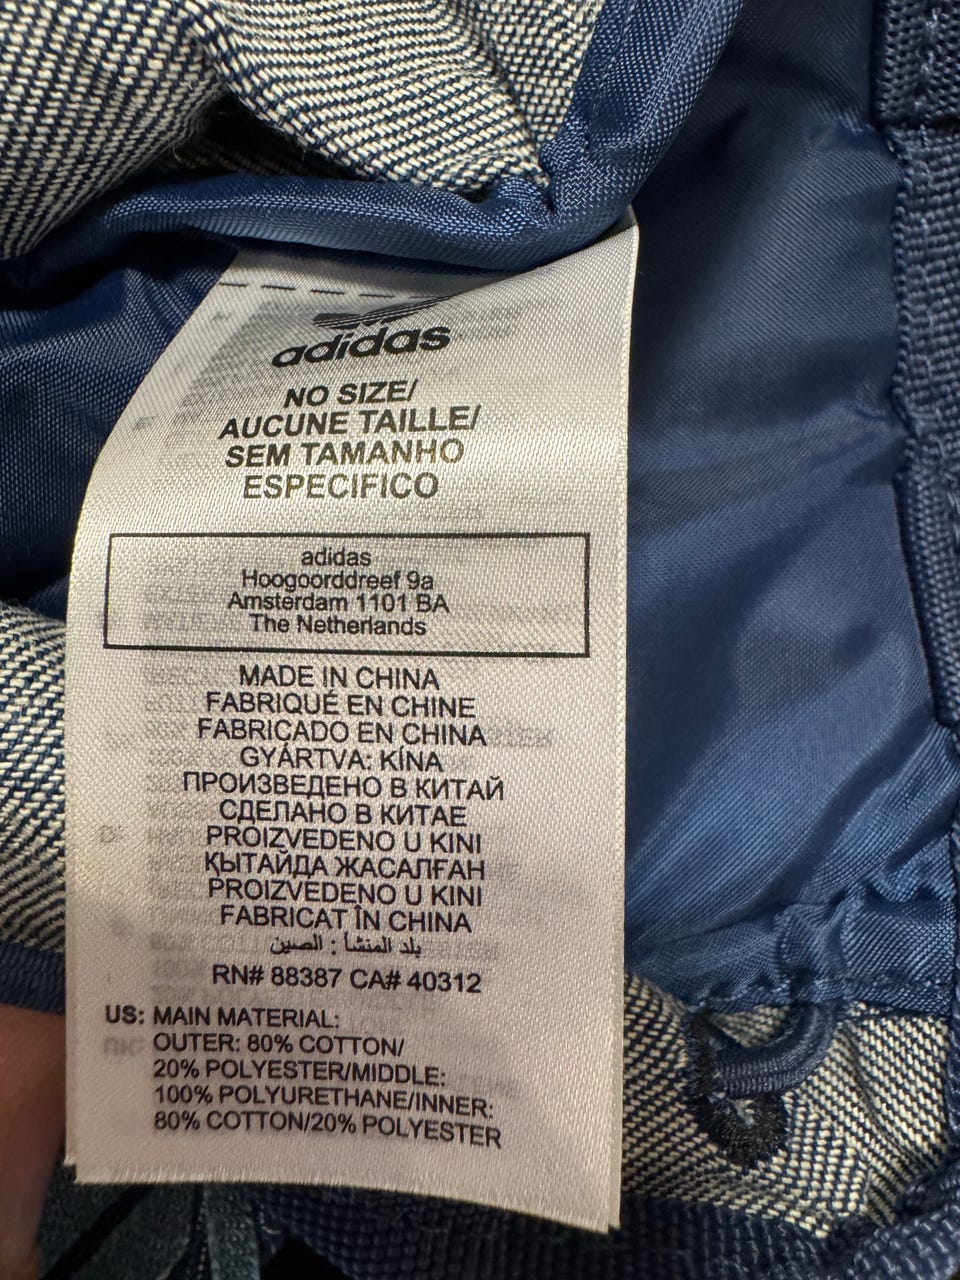 adidas
NO SIZE/
AUCUNE TAILLE/
SEM TAMANHO
ESPECIFICO
adidas
Hoogoorddreef 9a
Amsterdam 1101 BA
The Netherlands
MADE IN CHINA
FABRIQUÉ EN CHINE
FABRICADO EN CHINA
GYÁRTVA: KÍNA
ПРОИЗВЕДЕНО В КИТАЙ
СДЕЛАНО В КИТАЕ
PROIZVEDENO U KINI
ҚЫТАЙДА ЖАСАЛҒАН
PROIZVEDENO U KINI
FABRICAT ÎN CHINA
بلد المنشأ : الصين
RN# 88387 CA# 40312
US: MAIN MATERIAL:
OUTER: 80% COTTON/
20% POLYESTER/MIDDLE:
100% POLYURETHANE/INNER:
80% COTTON/20% POLYESTER